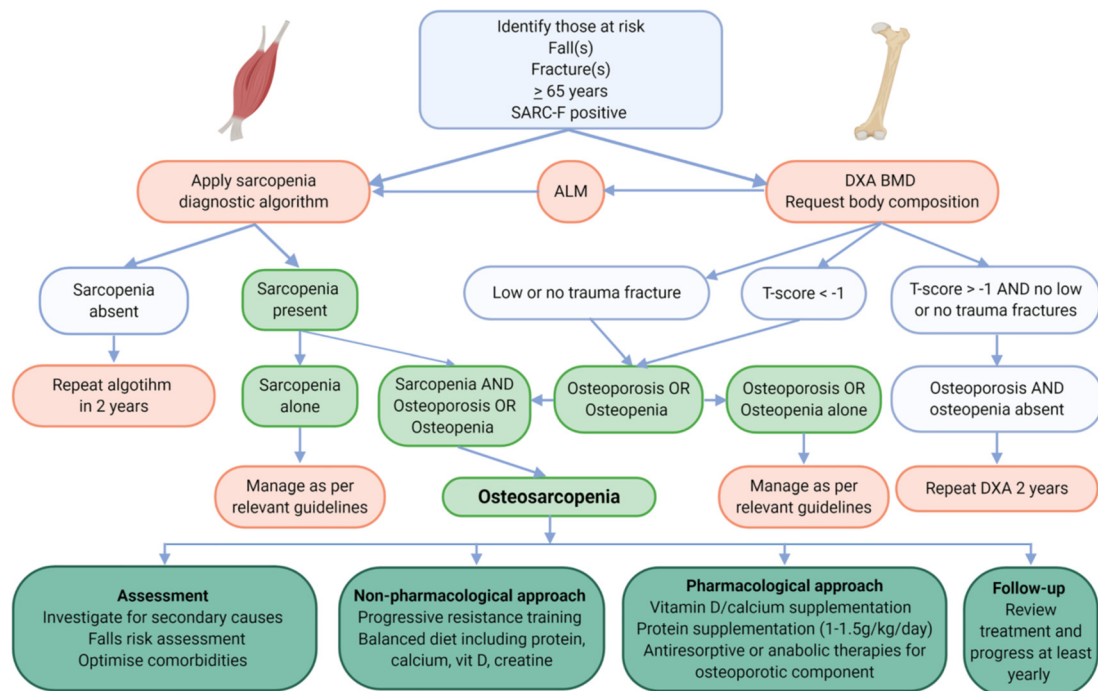 Identify those at risk
Fall(s)
Fracture(s)
≥ 65 years
SARC-F positive
Apply sarcopenia
diagnostic algorithm
ALM
DXA BMD
Request body composition
Sarcopenia
absent
Sarcopenia
present
Low or no trauma fracture
T-score < -1
T-score > -1 AND no low
or no trauma fractures
Repeat algotihm
in 2 years
Sarcopenia
alone
Sarcopenia AND
Osteoporosis OR
Osteopenia
Osteoporosis OR
Osteopenia
Osteoporosis OR
Osteopenia alone
Osteoporosis AND
osteopenia absent
Manage as per
relevant guidelines
Osteosarcopenia
Manage as per
relevant guidelines
Repeat DXA 2 years
Assessment
Investigate for secondary causes
Falls risk assessment
Optimise comorbidities
Non-pharmacological approach
Progressive resistance training
Balanced diet including protein,
calcium, vit D, creatine
Pharmacological approach
Vitamin D/calcium supplementation
Protein supplementation (1-1.5g/kg/day)
Antiresorptive or anabolic therapies for
osteoporotic component
Follow-up
Review
treatment and
progress at least
yearly